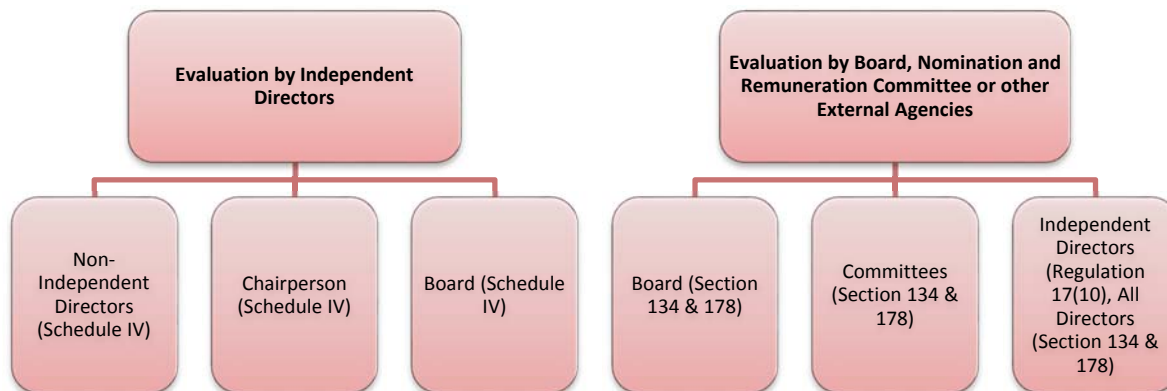 Evaluation by Independent
Directors
Evaluation by Board, Nomination and
Remuneration Committee or other
External Agencies
Non-
Independent
Directors
(Schedule IV)
Chairperson
(Schedule IV)
Board (Schedule
IV)
Board (Section
134 & 178)
Committees
(Section 134 &
178)
Independent
Directors
(Regulation
17(10), All
Directors
(Section 134 &
178)